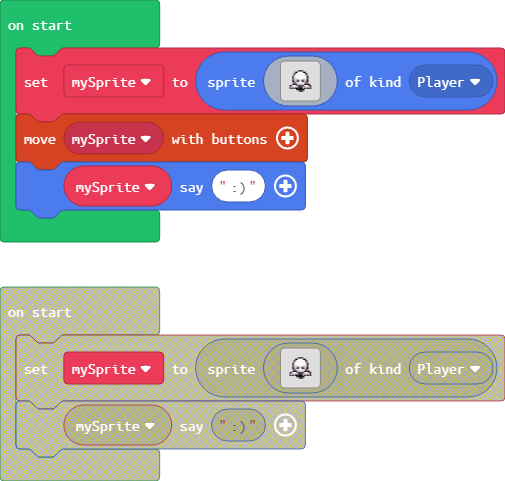 on start
set mySprite to sprite of kind Player
move mySprite with buttons
mySprite say ":)"
on start
set mySprite to sprite of kind Player
mySprite say ":)"